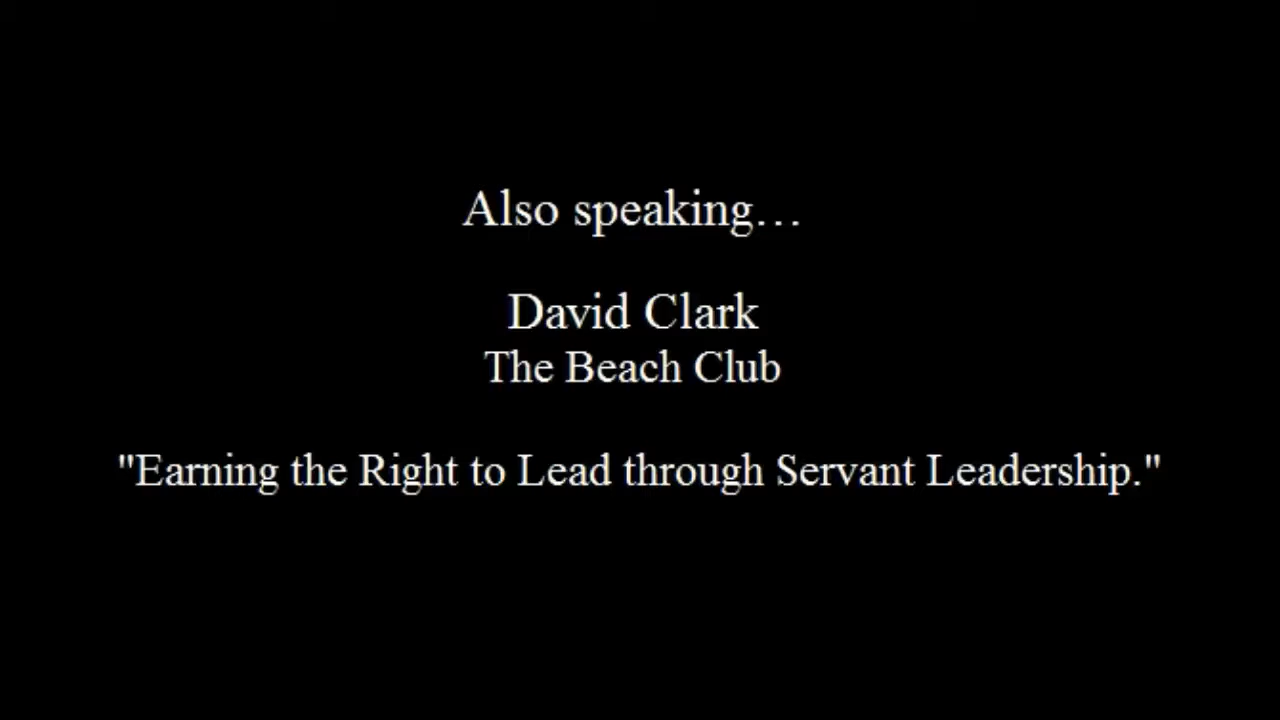 Also speaking…
David Clark
The Beach Club
"Earning the Right to Lead through Servant Leadership."